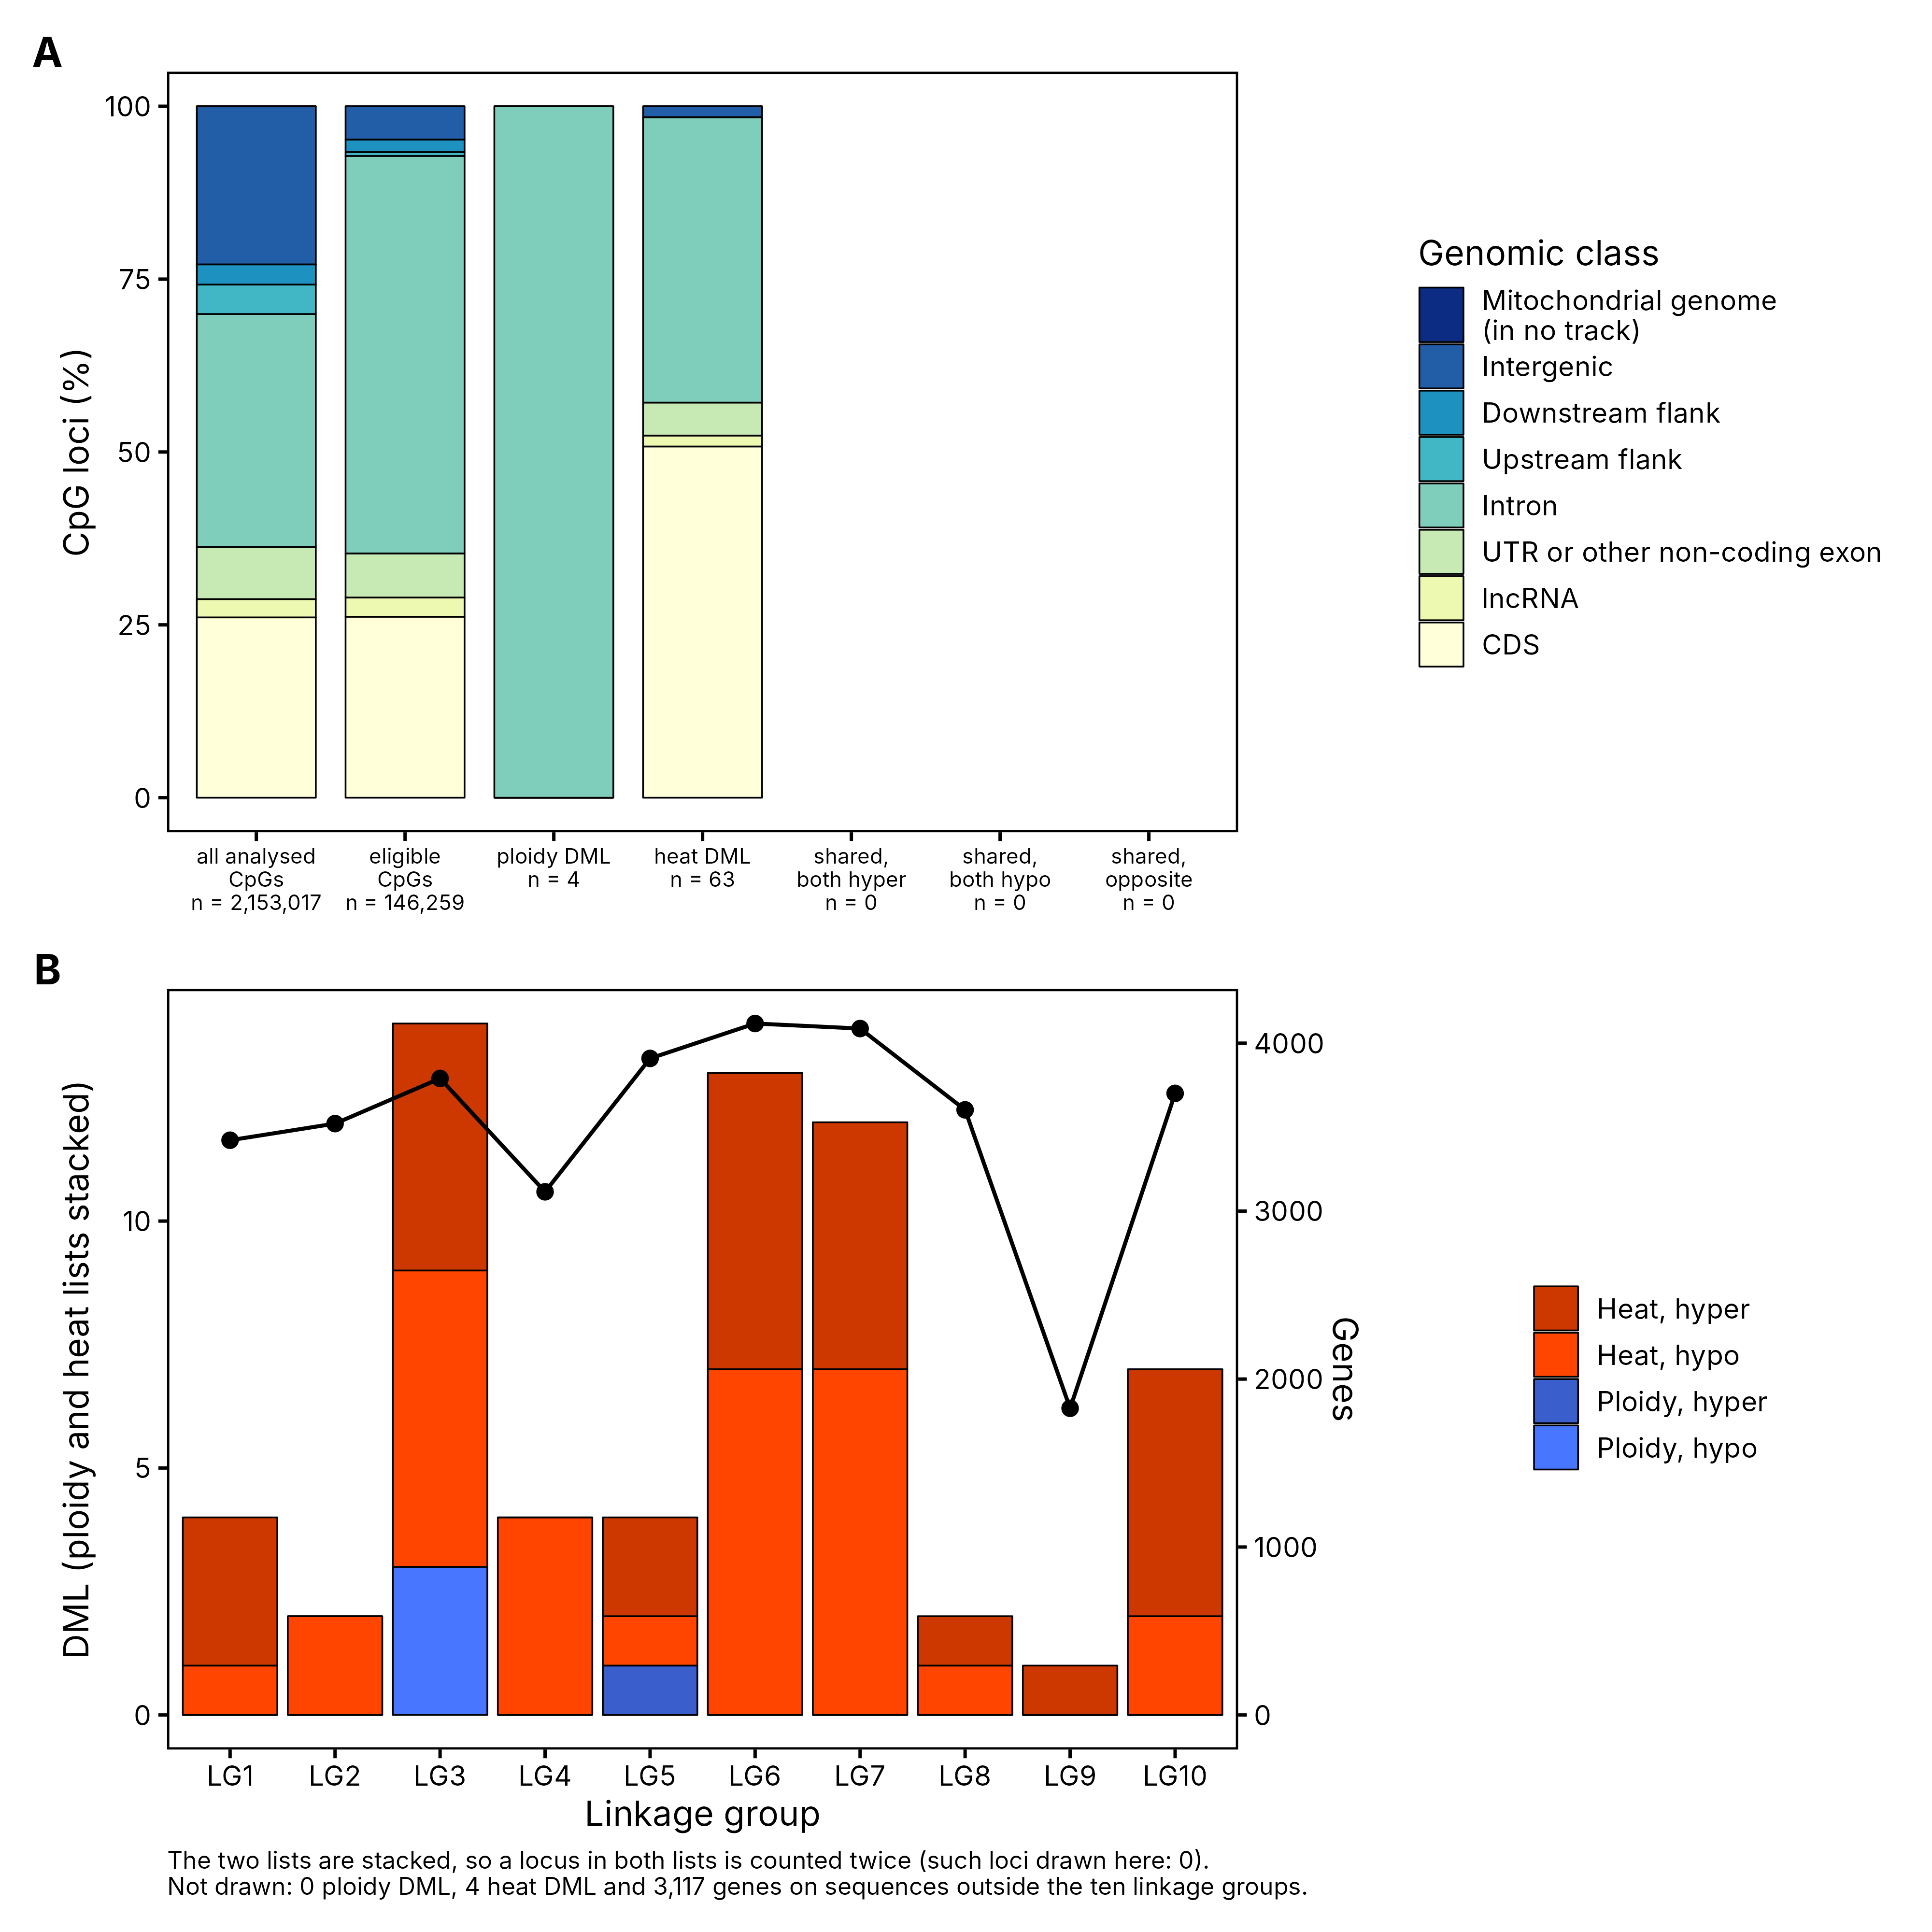 A
CpG loci (%)
100
75
50
25
0
all analysed
CpGs
n = 2,153,017
eligible
CpGs
n = 146,259
ploidy DML
n = 4
heat DML
n = 63
shared,
both hyper
n = 0
shared,
both hypo
n = 0
shared,
opposite
n = 0
Genomic class
Mitochondrial genome
(in no track)
Intergenic
Downstream flank
Upstream flank
Intron
UTR or other non-coding exon
lncRNA
CDS
B
DML (ploidy and heat lists stacked)
10
5
0
4000
3000
2000
1000
0
Genes
LG1
LG2
LG3
LG4
LG5
LG6
LG7
LG8
LG9
LG10
Linkage group
Heat, hyper
Heat, hypo
Ploidy, hyper
Ploidy, hypo
The two lists are stacked, so a locus in both lists is counted twice (such loci drawn here: 0).
Not drawn: 0 ploidy DML, 4 heat DML and 3,117 genes on sequences outside the ten linkage groups.